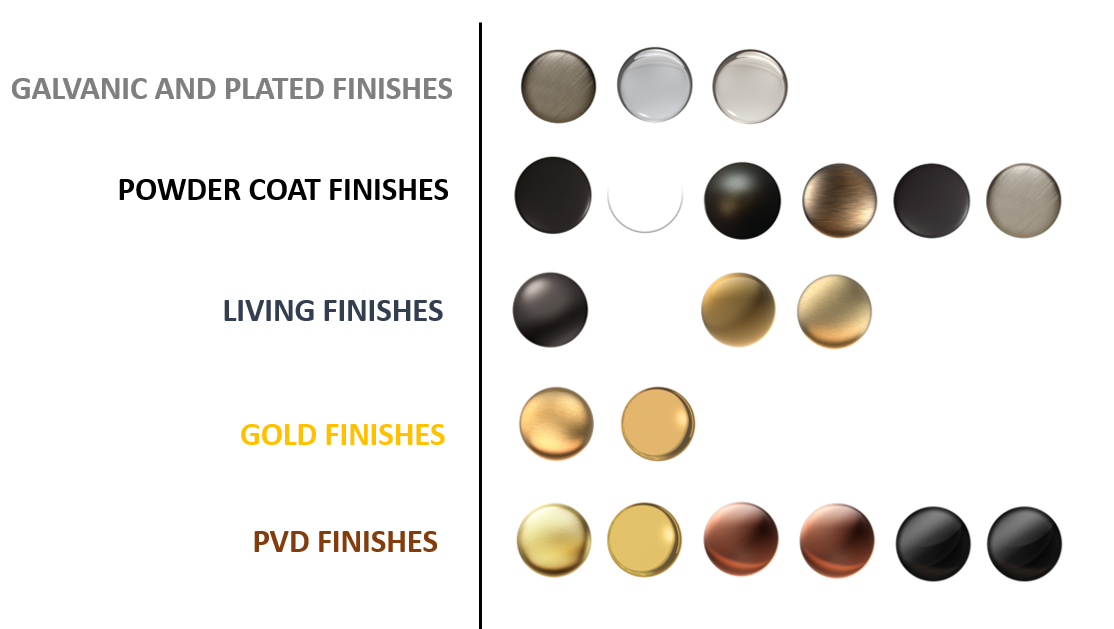 GALVANIC AND PLATED FINISHES
POWDER COAT FINISHES
LIVING FINISHES
GOLD FINISHES
PVD FINISHES